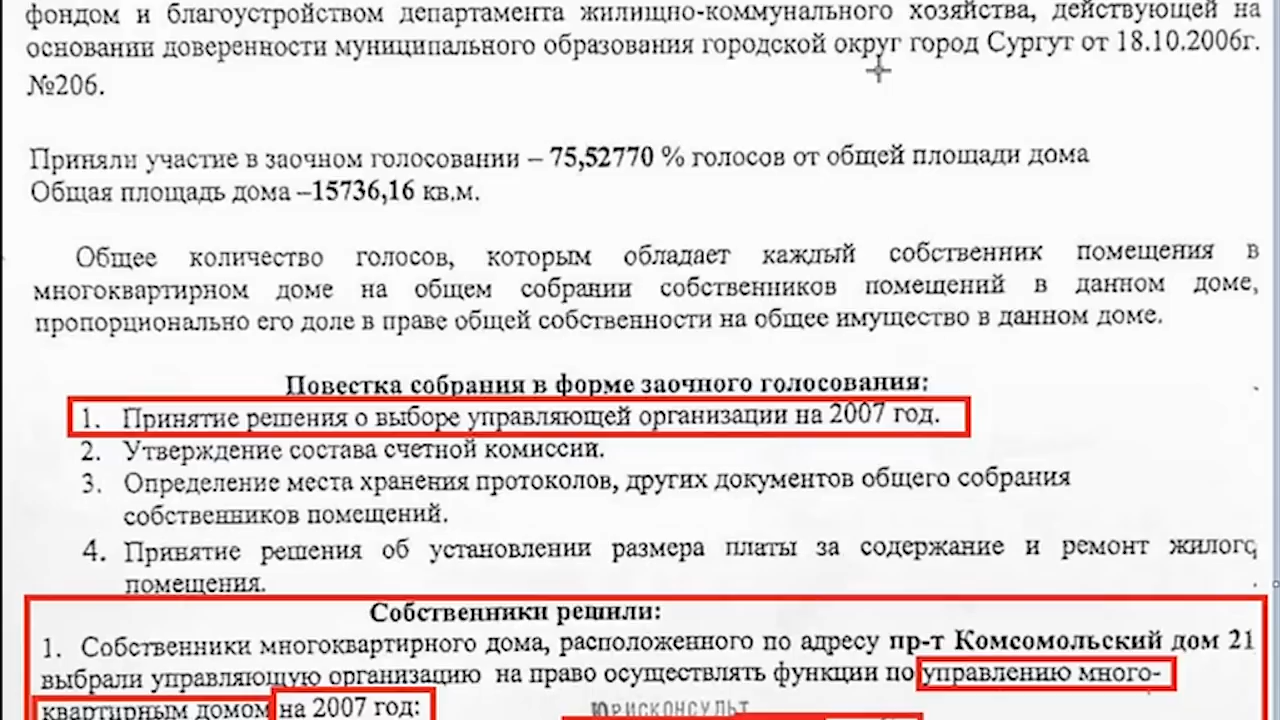 фондом и благоустройством департамента жилищно-коммунального хозяйства, действующей на
основании доверенности муниципального образования городской округ город Сургут от 18.10.2006г.
№206.
Приняли участие в заочном голосовании – 75,52770 % голосов от общей площади дома
Общая площадь дома –15736,16 кв.м.
Общее количество голосов, которым обладает каждый собственник помещения в
многоквартирном доме на общем собрании собственников помещений в данном доме,
пропорционально его доле в праве общей собственности на общее имущество в данном доме.
Повестка собрания в форме заочного голосования:
1. Принятие решения о выборе управляющей организации на 2007 год.
2. Утверждение состава счетной комиссии.
3. Определение места хранения протоколов, других документов общего собрания
собственников помещений.
4. Принятие решения об установлении размера платы за содержание и ремонт жилого
помещения.
Собственники решили:
1. Собственники многоквартирного дома, расположенного по адресу пр-т Комсомольский дом 21
выбрали управляющую организацию на право осуществлять функции по управлению много-
квартирным домом на 2007 год:
ЮРИСКОНСУЛЬТ